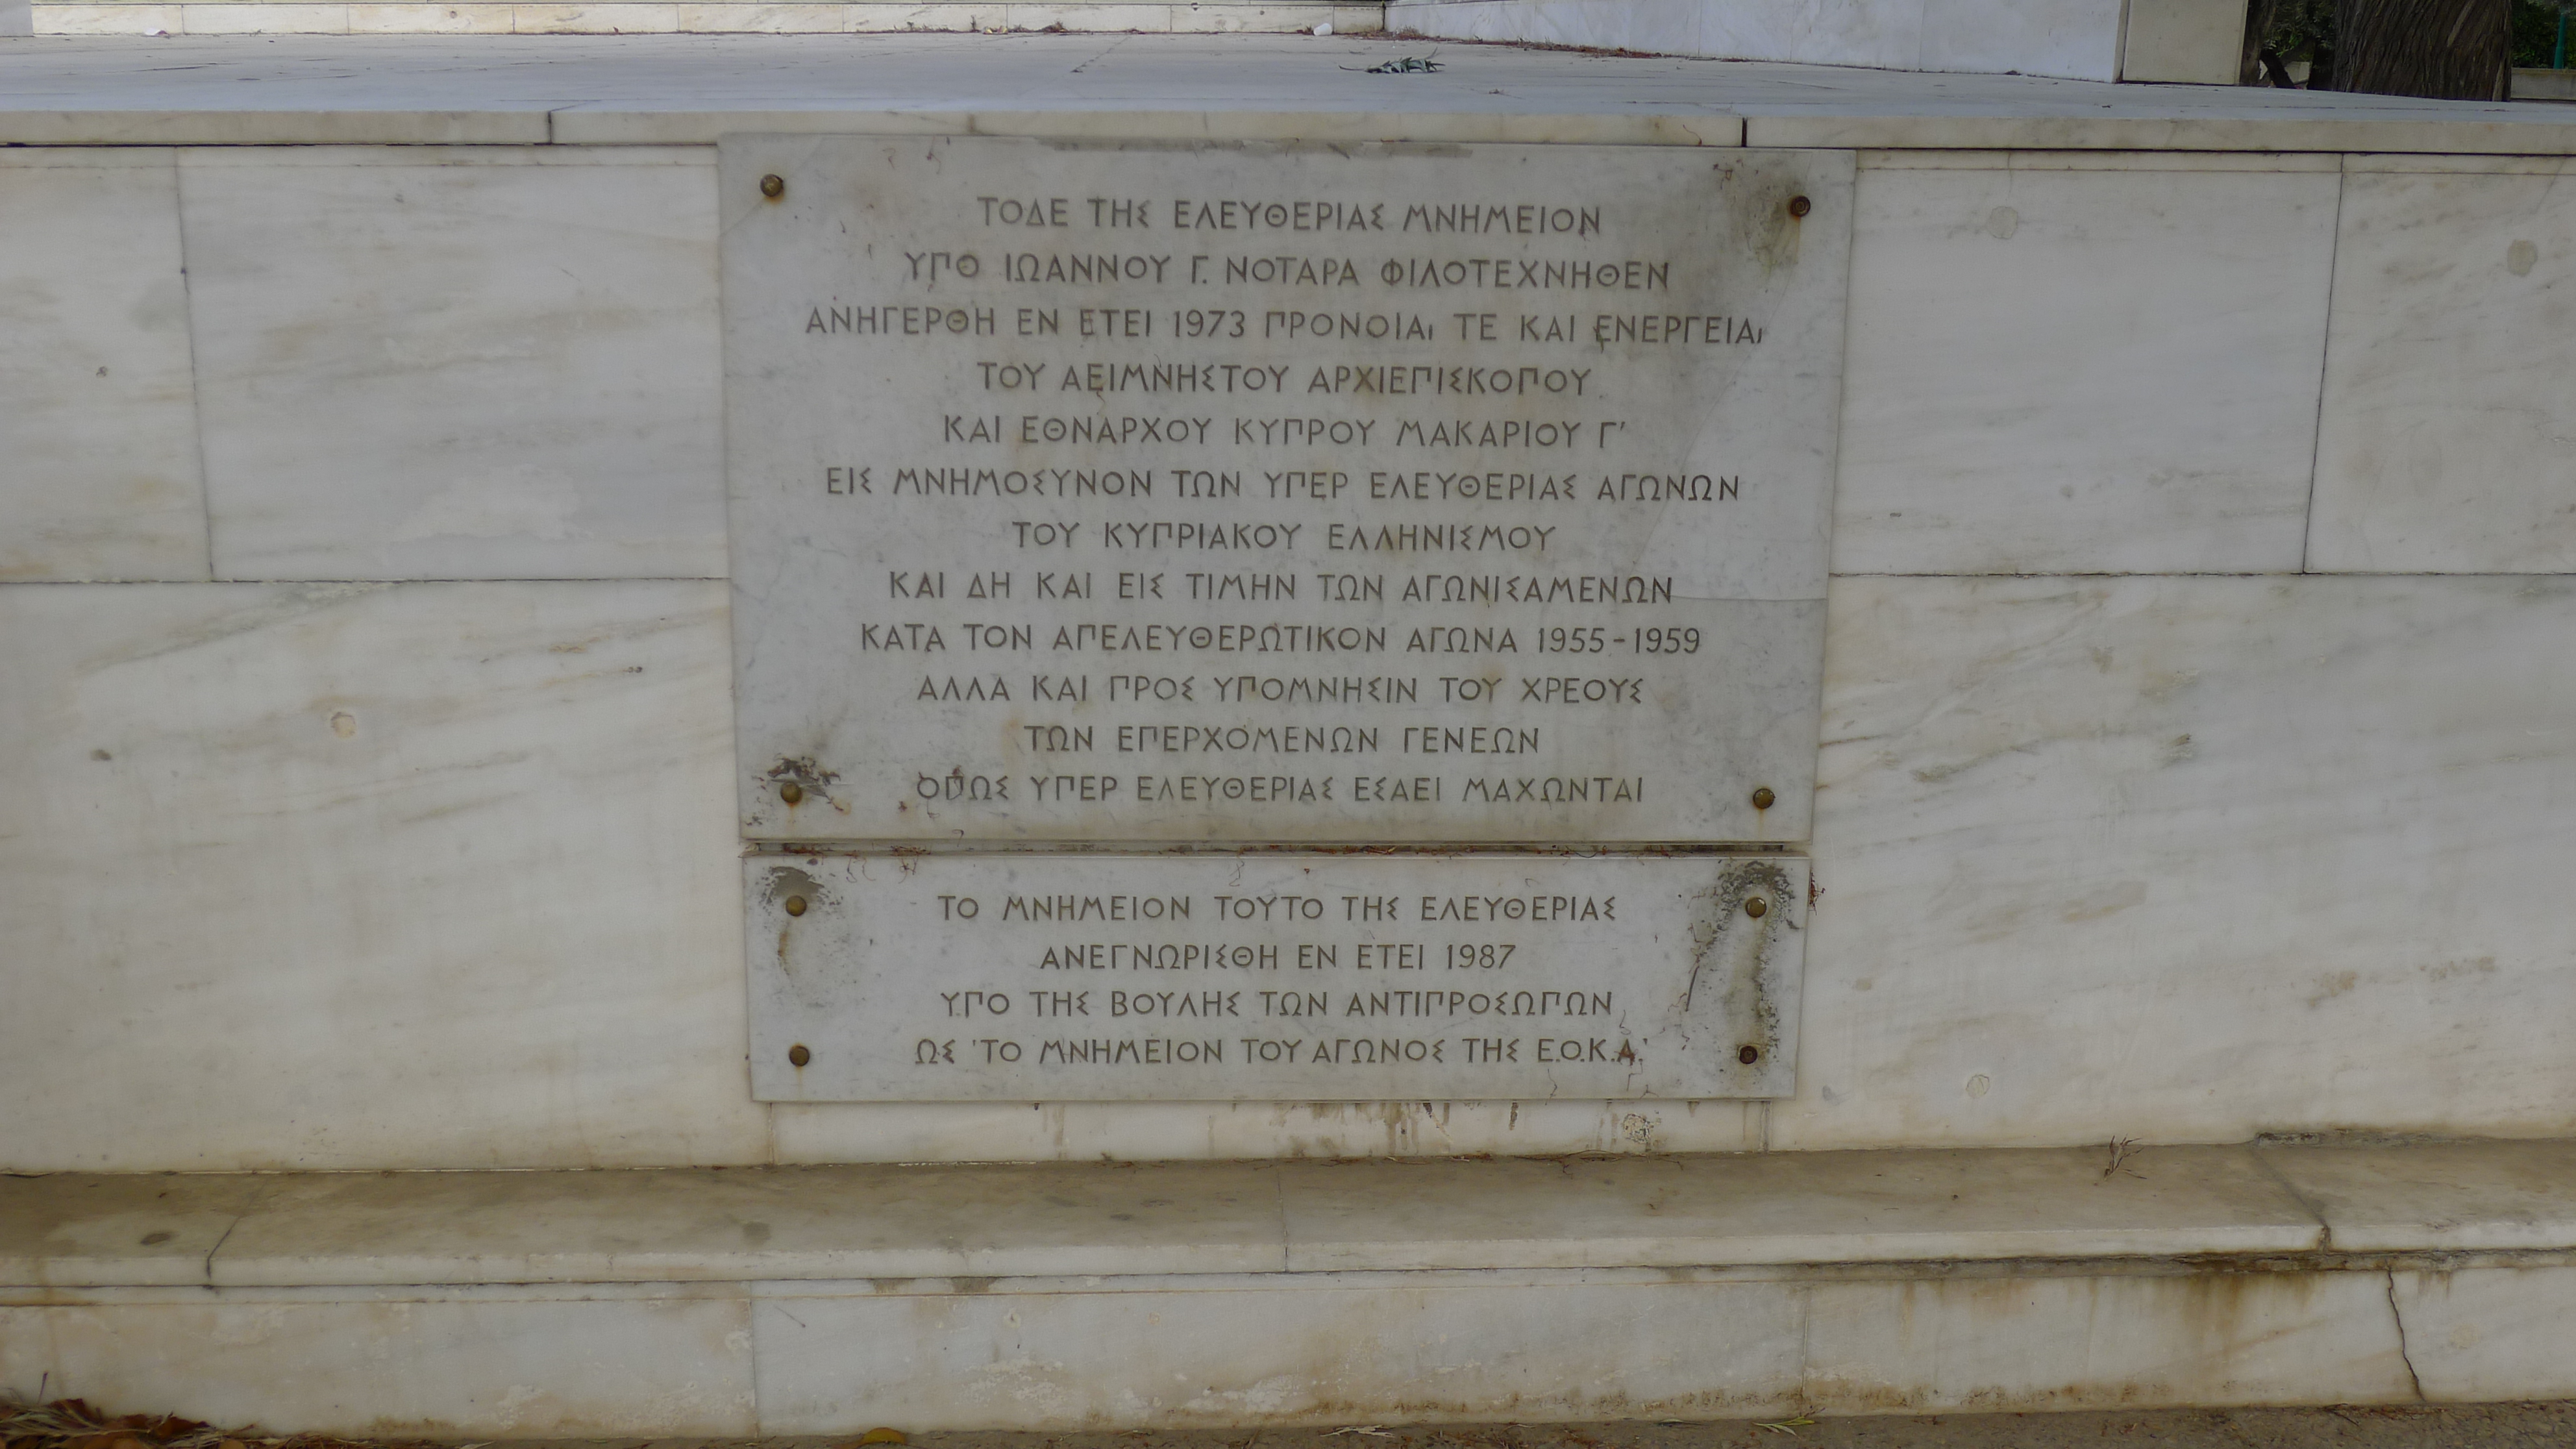 ΤΟΔΕ ΤΗΣ ΕΛΕΥΘΕΡΙΑΣ ΜΝΗΜΕΙΟΝ
ΥΠΟ ΙΩΑΝΝΟΥ Γ. ΝΟΤΑΡΑ ΦΙΛΟΤΕΧΝΗΘΕΝ
ΑΝΗΓΕΡΘΗ ΕΝ ΕΤΕΙ 1973 ΠΡΟΝΟΙΑι ΤΕ ΚΑΙ ΕΝΕΡΓΕΙΑι
ΤΟΥ ΑΕΙΜΝΗΣΤΟΥ ΑΡΧΙΕΠΙΣΚΟΠΟΥ
ΚΑΙ ΕΘΝΑΡΧΟΥ ΚΥΠΡΟΥ ΜΑΚΑΡΙΟΥ Γ'
ΕΙΣ ΜΝΗΜΟΣΥΝΟΝ ΤΩΝ ΥΠΕΡ ΕΛΕΥΘΕΡΙΑΣ ΑΓΩΝΩΝ
ΤΟΥ ΚΥΠΡΙΑΚΟΥ ΕΛΛΗΝΙΣΜΟΥ
ΚΑΙ ΔΗ ΚΑΙ ΕΙΣ ΤΙΜΗΝ ΤΩΝ ΑΓΩΝΙΣΑΜΕΝΩΝ
ΚΑΤΑ ΤΟΝ ΑΠΕΛΕΥΘΕΡΩΤΙΚΟΝ ΑΓΩΝΑ 1955-1959
ΑΛΛΑ ΚΑΙ ΠΡΟΣ ΥΠΟΜΝΗΣΙΝ ΤΟΥ ΧΡΕΟΥΣ
ΤΩΝ ΕΠΕΡΧΟΜΕΝΩΝ ΓΕΝΕΩΝ
ΟΠΩΣ ΥΠΕΡ ΕΛΕΥΘΕΡΙΑΣ ΕΣΑΕΙ ΜΑΧΩΝΤΑΙ
ΤΟ ΜΝΗΜΕΙΟΝ ΤΟΥΤΟ ΤΗΣ ΕΛΕΥΘΕΡΙΑΣ
ΑΝΕΓΝΩΡΙΣΘΗ ΕΝ ΕΤΕΙ 1987
ΥΠΟ ΤΗΣ ΒΟΥΛΗΣ ΤΩΝ ΑΝΤΙΠΡΟΣΩΠΩΝ
ΩΣ 'ΤΟ ΜΝΗΜΕΙΟΝ ΤΟΥ ΑΓΩΝΟΣ ΤΗΣ Ε.Ο.Κ.Α.'